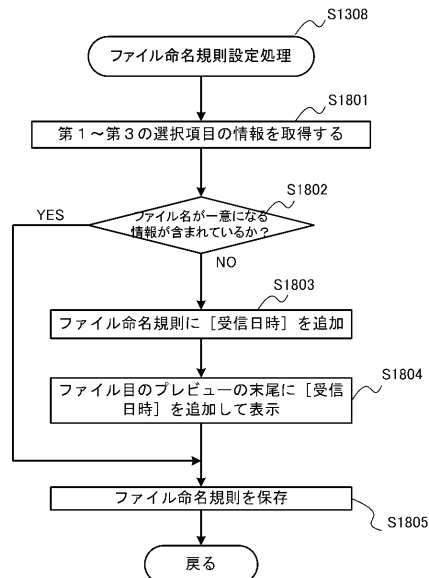 S1308
ファイル命名規則設定処理
S1801
第1～第3の選択項目の情報を取得する
S1802
ファイル名が一意になる
情報が含まれているか？
YES
NO
S1803
ファイル命名規則に［受信日時］を追加
S1804
ファイル目のプレビューの末尾に［受信
日時］を追加して表示
ファイル命名規則を保存
S1805
戻る